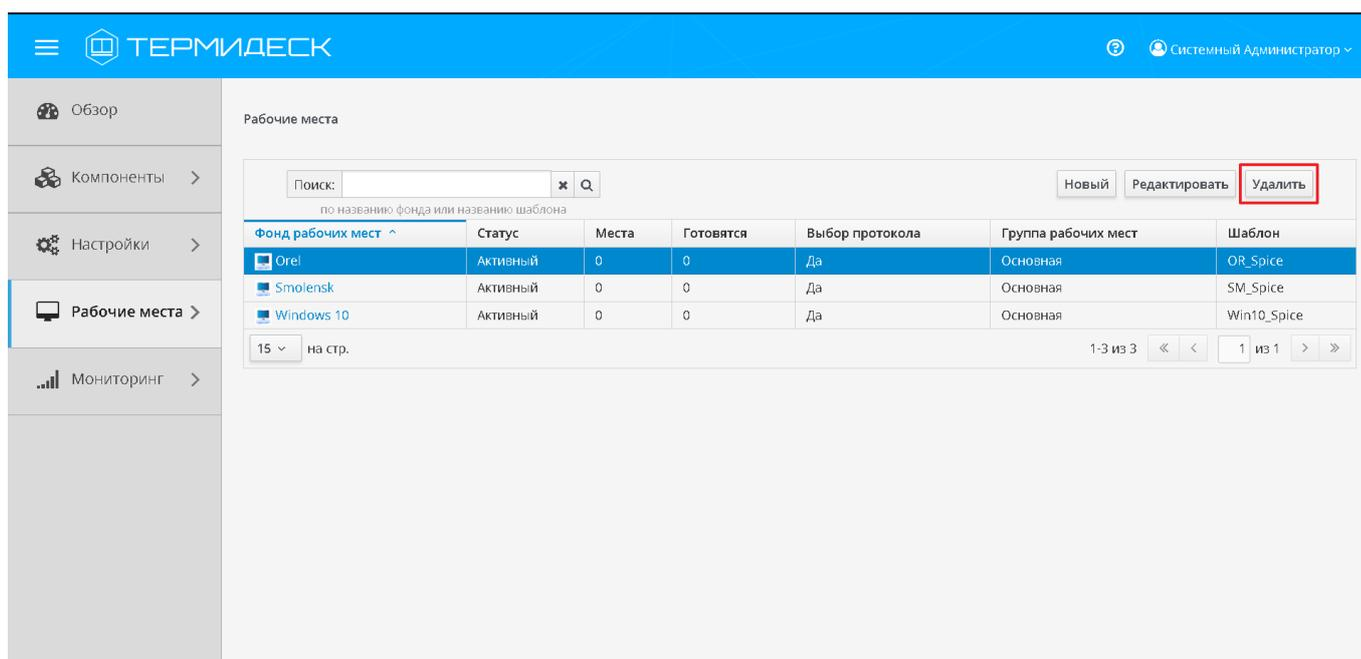 ТЕРМИДЕСК
Системный Администратор
Обзор
Компоненты
Настройки
Рабочие места
Мониторинг
Рабочие места
Поиск:
по названию фонда или названию шаблона
Новый Редактировать Удалить
Фонд рабочих мест Статус Места Готовятся Выбор протокола Группа рабочих мест Шаблон
Orel Активный 0 0 Да Основная OR_Spice
Smolensk Активный 0 0 Да Основная SM_Spice
Windows 10 Активный 0 0 Да Основная Win10_Spice
15 на стр. 1-3 из 3 « < 1 из 1 > »